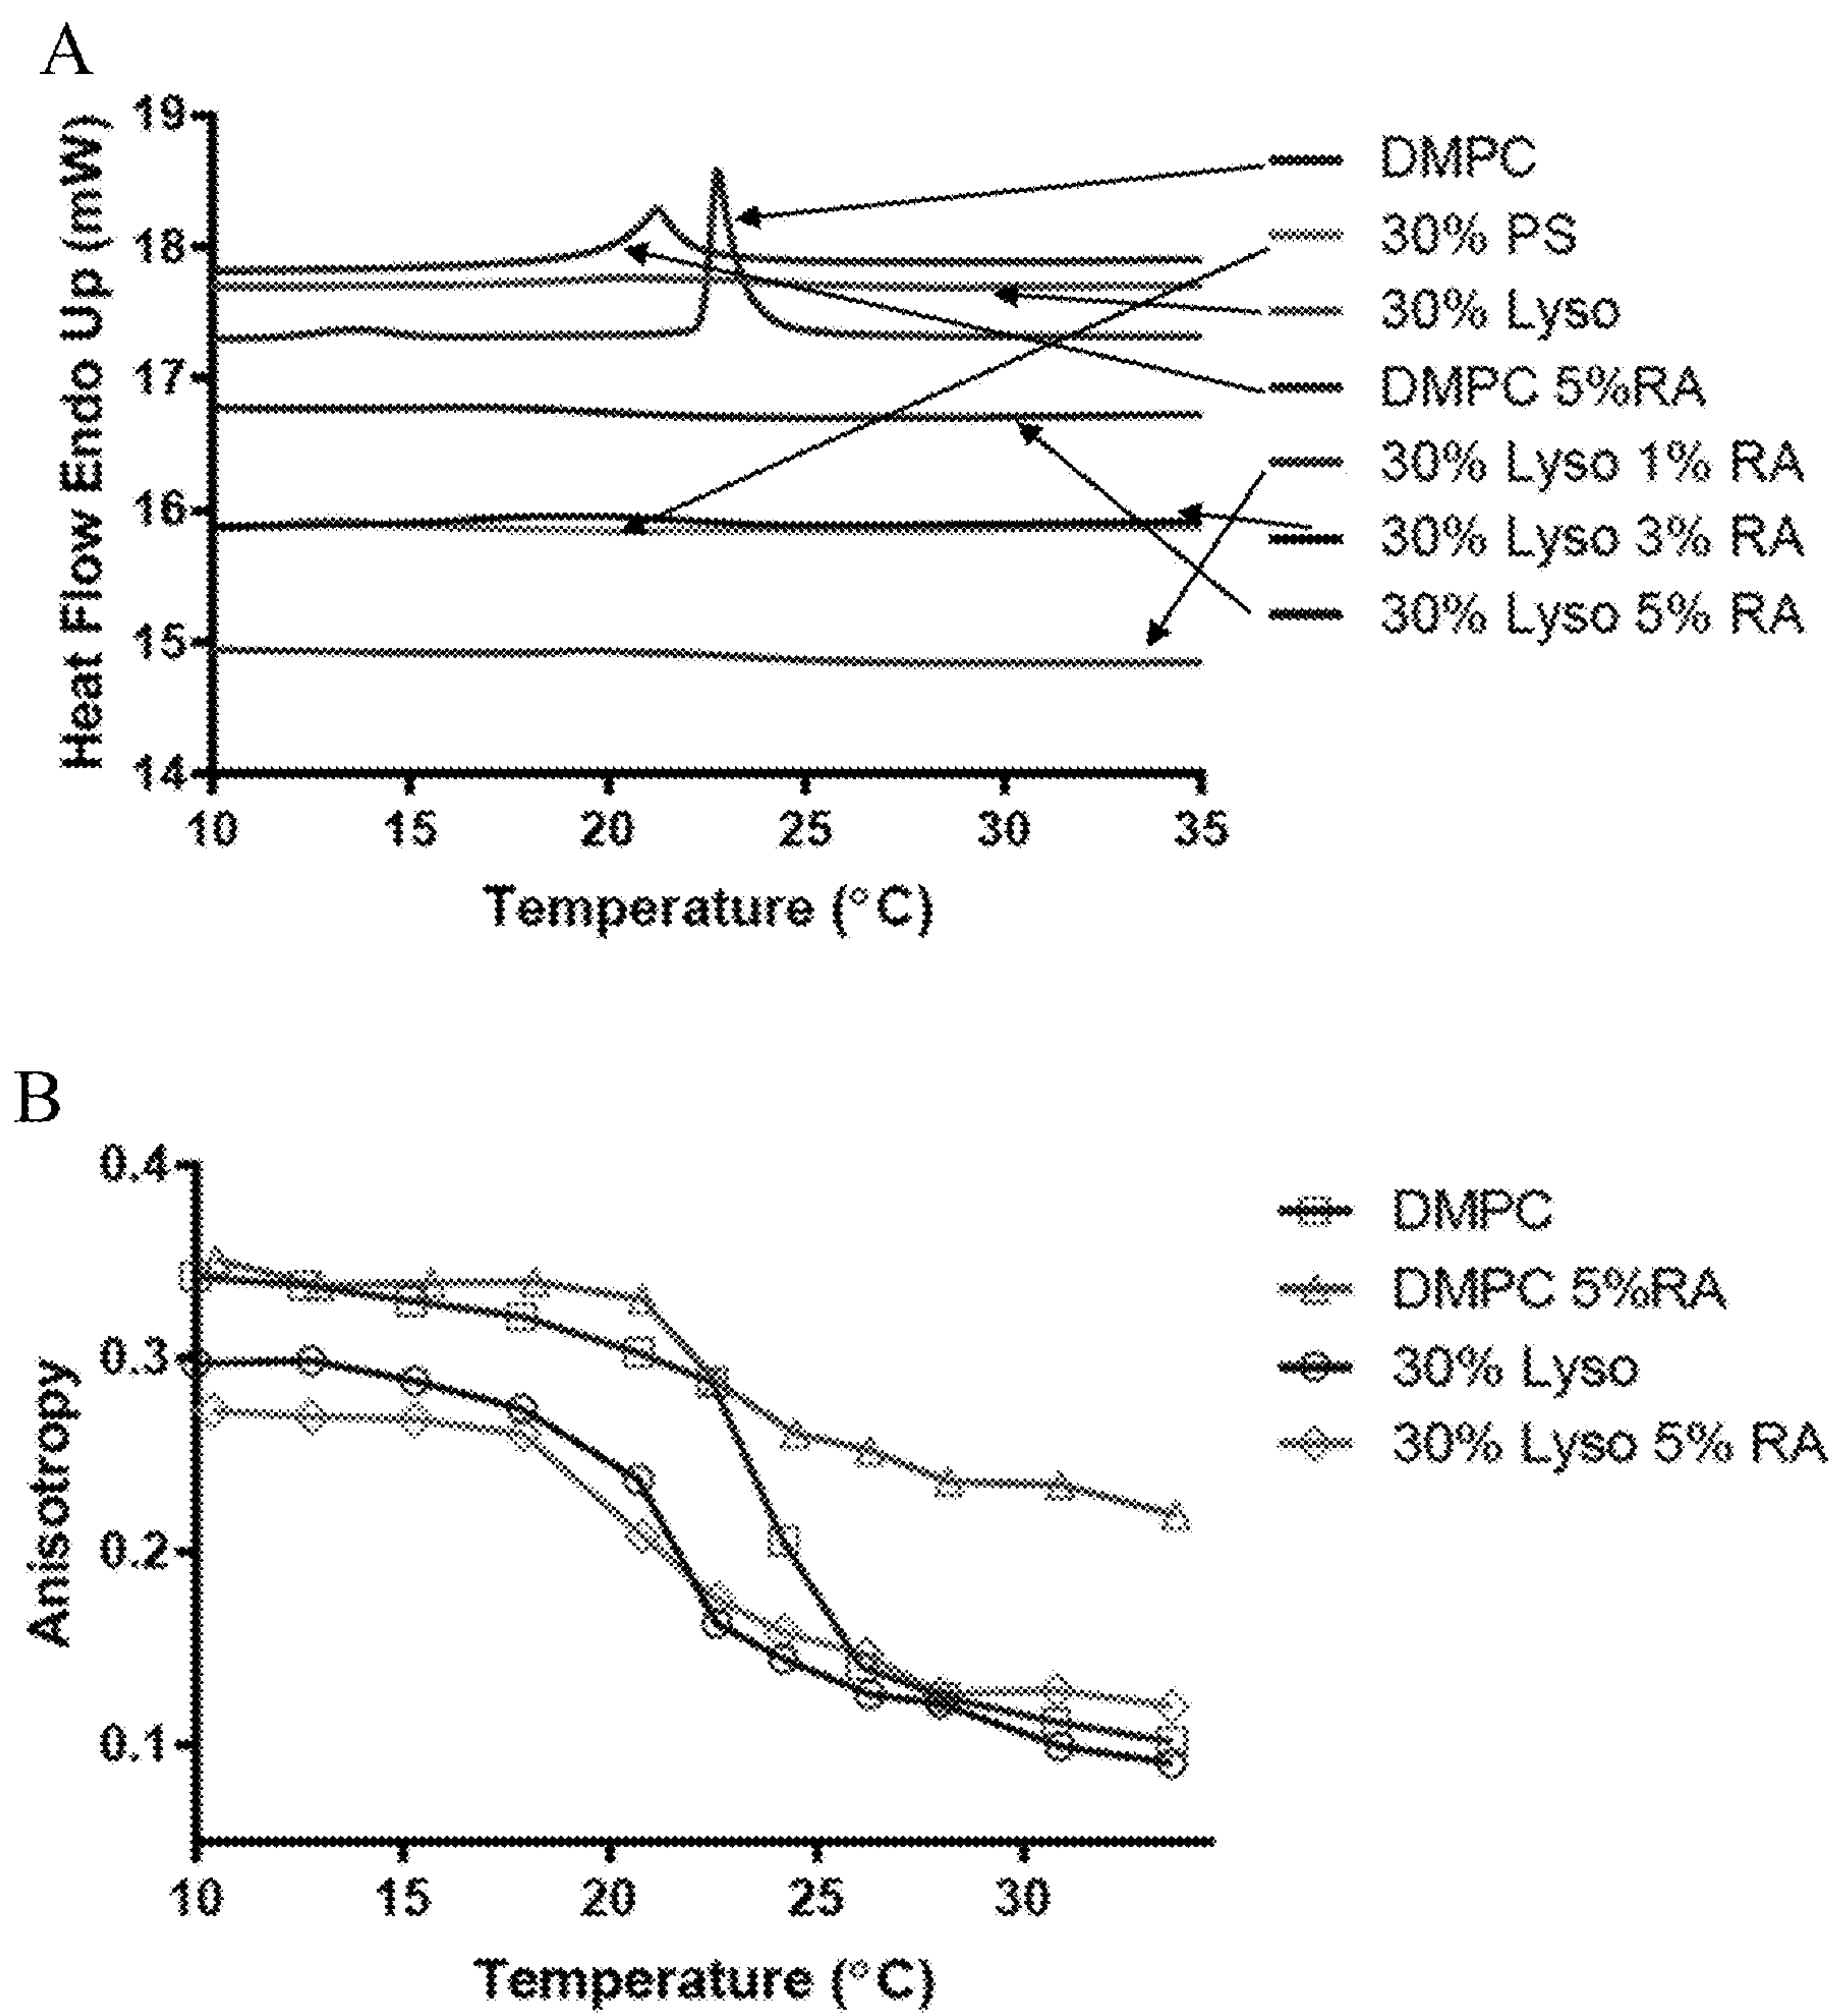 A
Heat Flow Endo Up (mW)
19
18
17
16
15
14
10 15 20 25 30 35
Temperature (°C)
DMPC
30% PS
30% Lyso
DMPC 5%RA
30% Lyso 1% RA
30% Lyso 3% RA
30% Lyso 5% RA
B
Anisotropy
0.4
0.3
0.2
0.1
10 15 20 25 30
Temperature (°C)
DMPC
DMPC 5%RA
30% Lyso
30% Lyso 5% RA